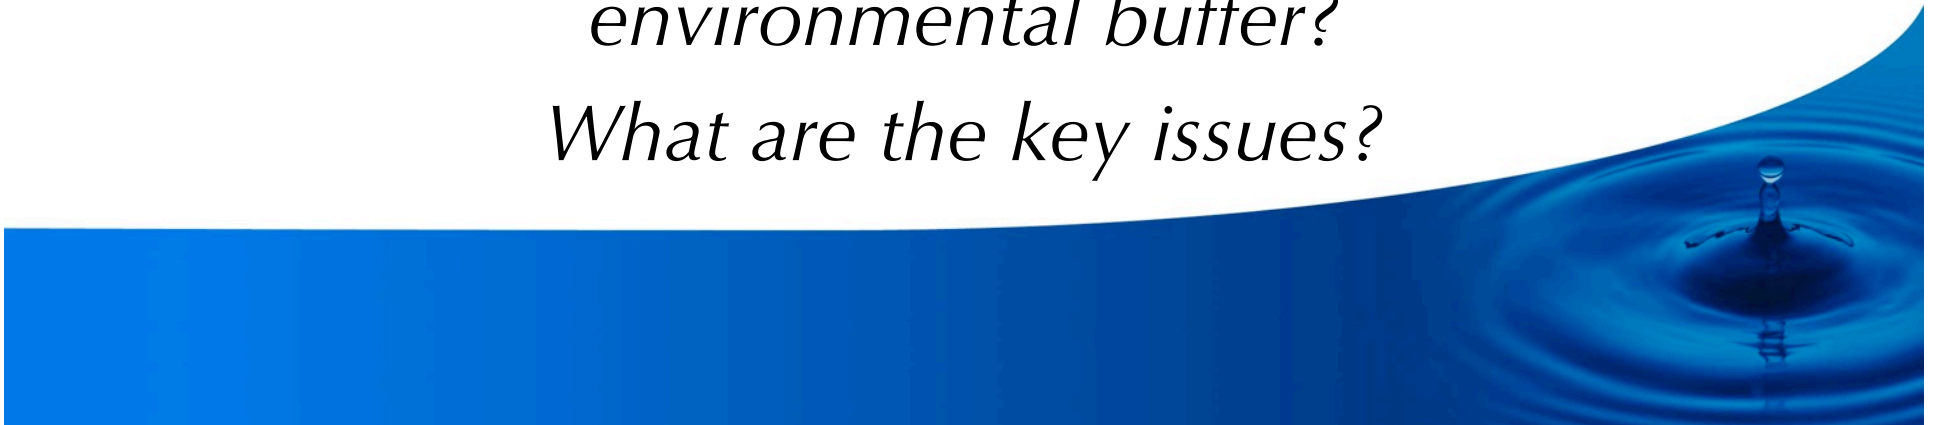 environmental buffer?
What are the key issues?